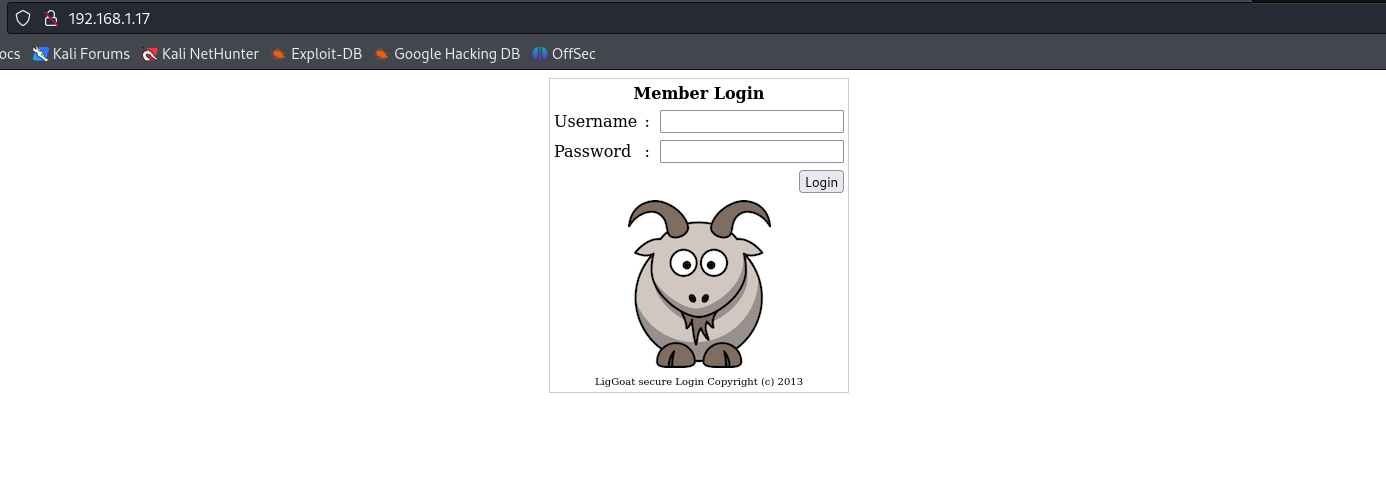 192.168.1.17
ocs Kali Forums Kali NetHunter Exploit-DB Google Hacking DB OffSec
Member Login
Username :
Password :
Login
LigGoat secure Login Copyright (c) 2013